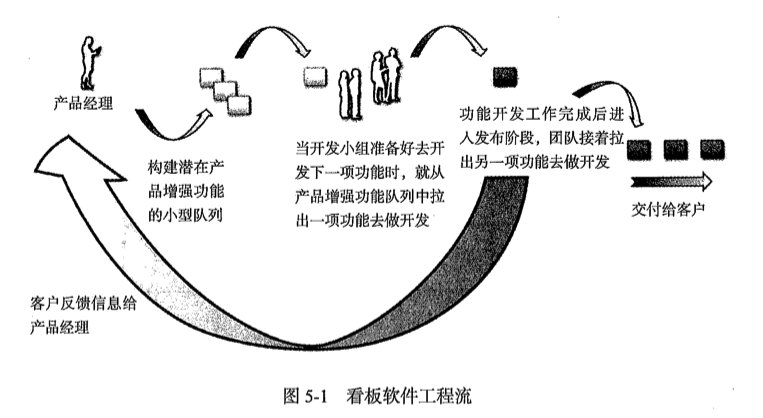 产品经理
构建潜在产
品增强功能
的小型队列
当开发小组准备好去开
发下一项功能时，就从
产品增强功能队列中拉
出一项功能去做开发
功能开发工作完成后进
入发布阶段，团队接着拉
出另一项功能去做开发
交付给客户
客户反馈信息给
产品经理
图 5-1 看板软件工程流